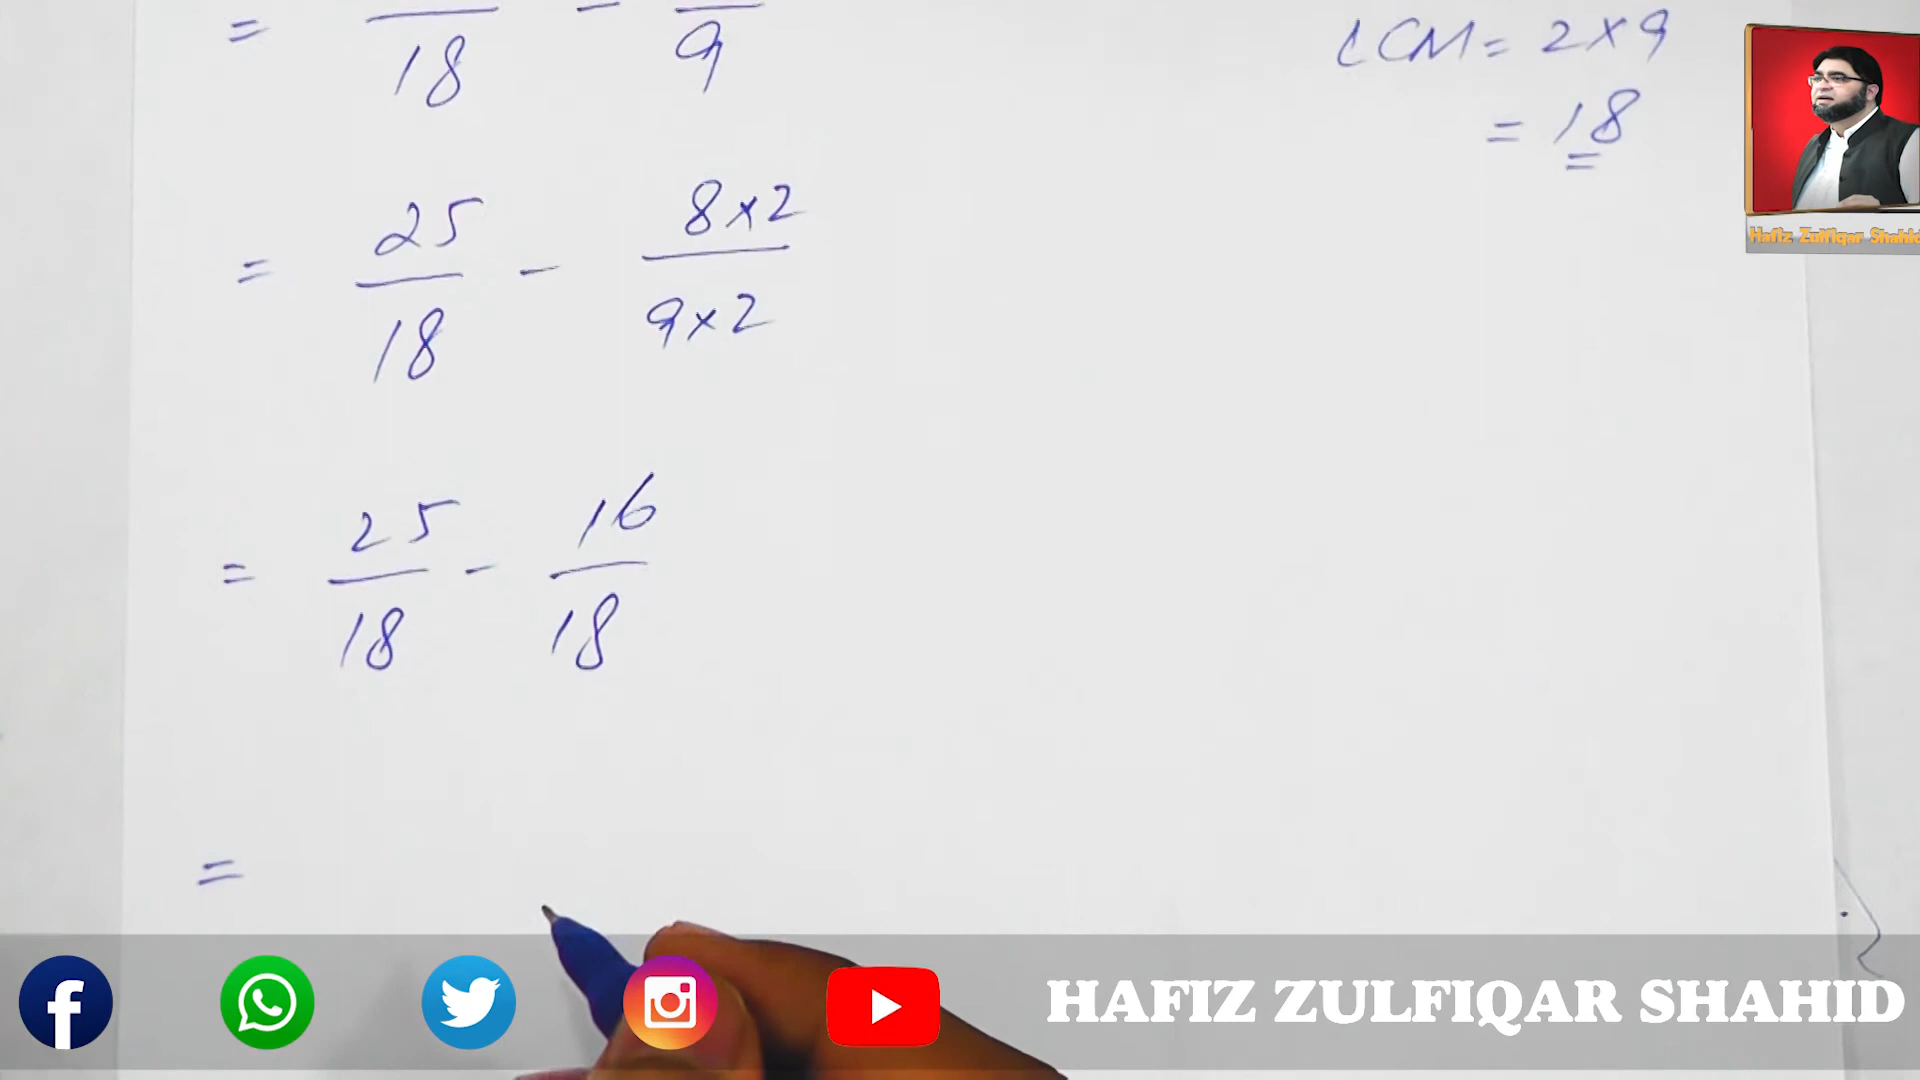 = 
18 - 9
LCM = 2×9
= 18
= 25/18 - 8×2/9×2
= 25/18 - 16/18
=
Hafiz Zulfiqar Shahid
HAFIZ ZULFIQAR SHAHID